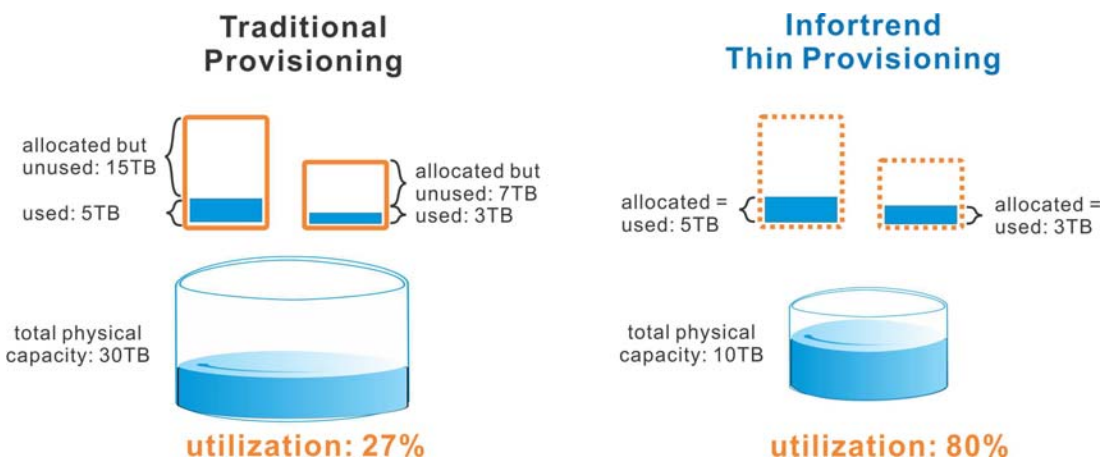 Traditional
Provisioning
allocated but
unused: 15TB
used: 5TB
allocated but
unused: 7TB
used: 3TB
total physical
capacity: 30TB
utilization: 27%
Infortrend
Thin Provisioning
allocated =
used: 5TB
allocated =
used: 3TB
total physical
capacity: 10TB
utilization: 80%